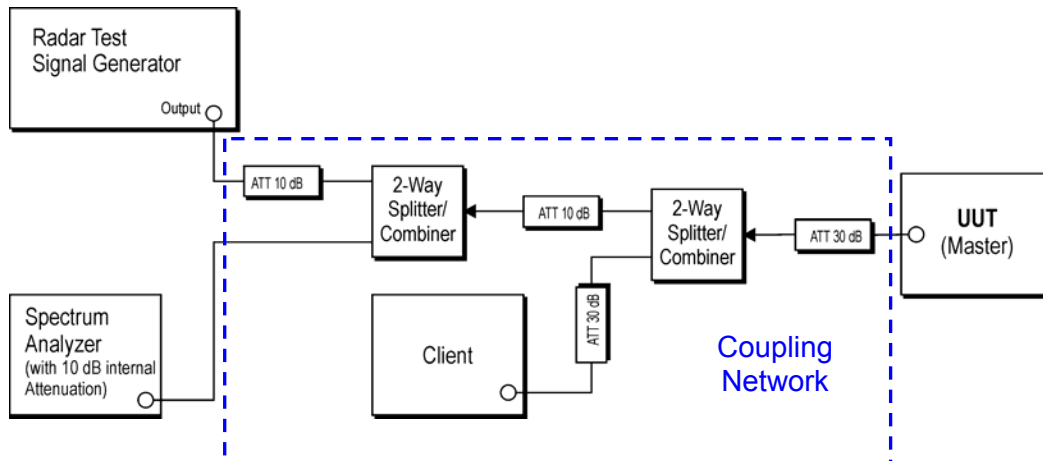 Radar Test
Signal Generator
Output
ATT 10 dB
2-Way
Splitter/
Combiner
ATT 10 dB
2-Way
Splitter/
Combiner
ATT 30 dB
UUT
(Master)
Spectrum
Analyzer
(with 10 dB internal
Attenuation)
Client
ATT 30 dB
Coupling
Network